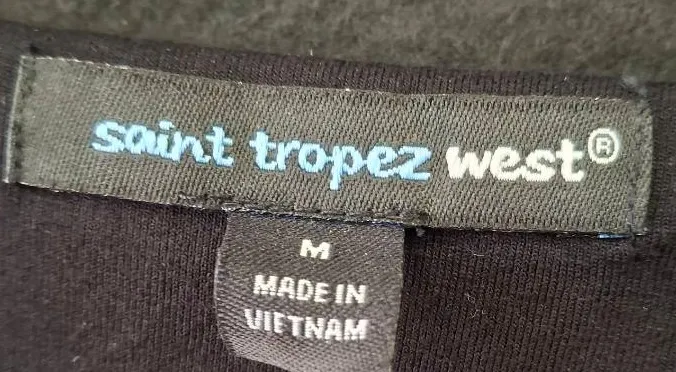 saint tropez west®
M
MADE IN
VIETNAM